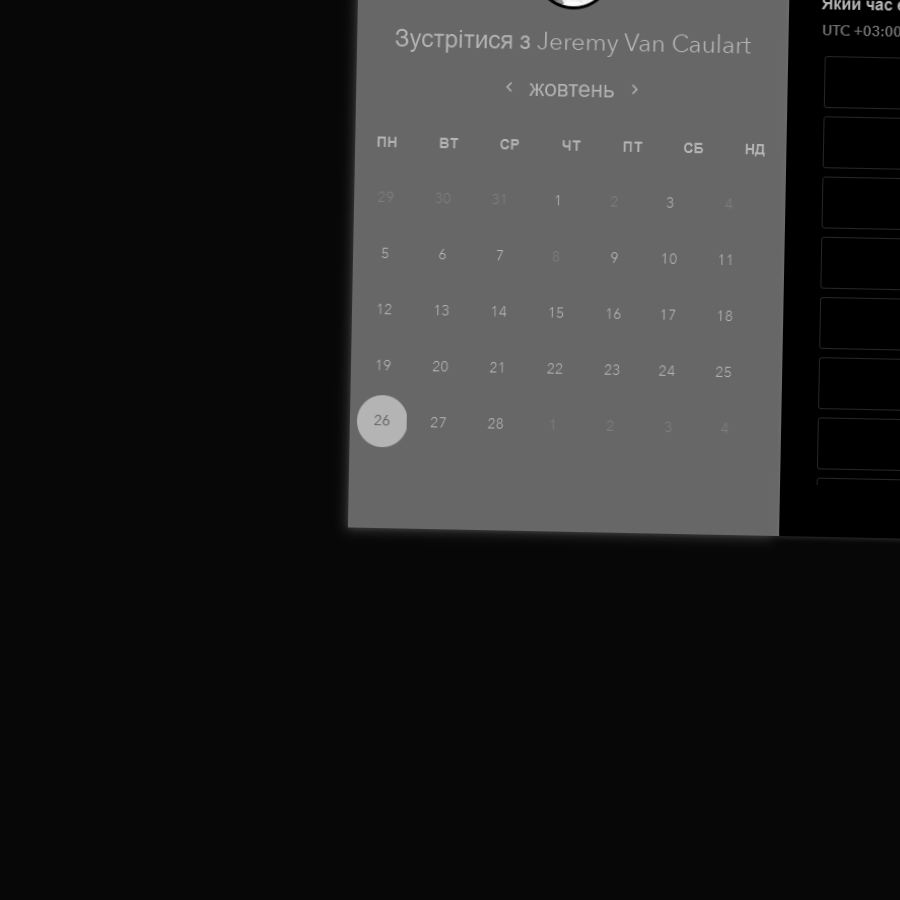 Який час
UTC +03:00
Зустрітися з Jeremy Van Caulart
жовтень
ПН ВТ СР ЧТ ПТ СБ НД
29 30 31 1 2 3 4
5 6 7 8 9 10 11
12 13 14 15 16 17 18
19 20 21 22 23 24 25
26 27 28 1 2 3 4